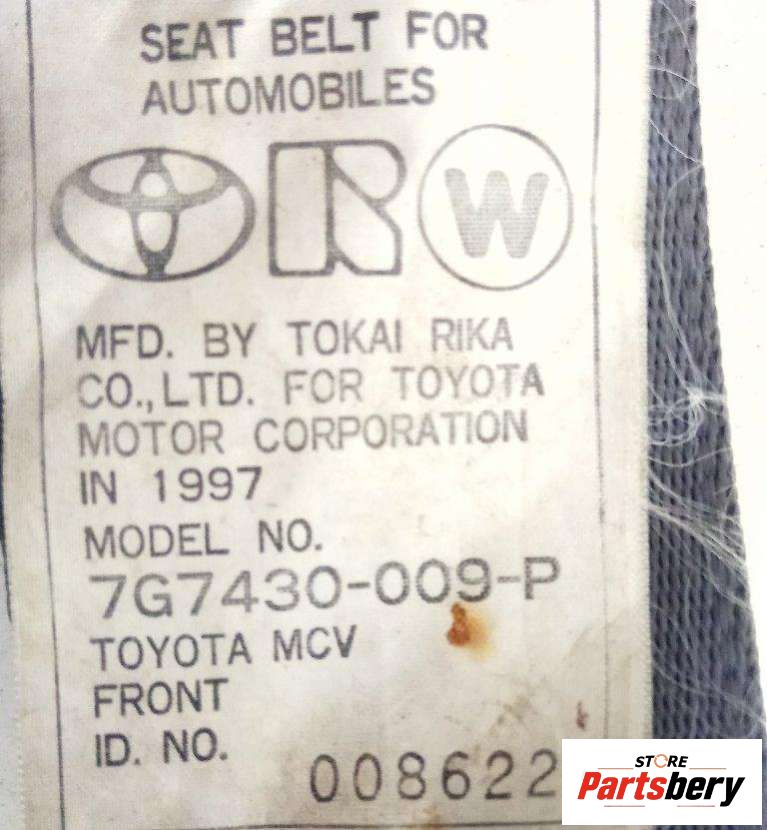 SEAT BELT FOR
AUTOMOBILES
R W
MFD. BY TOKAI RIKA
CO.,LTD. FOR TOYOTA
MOTOR CORPORATION
IN 1997
MODEL NO.
7G7430-009-P
TOYOTA MCV
FRONT
ID. NO.
008622
STORE
Partsbery